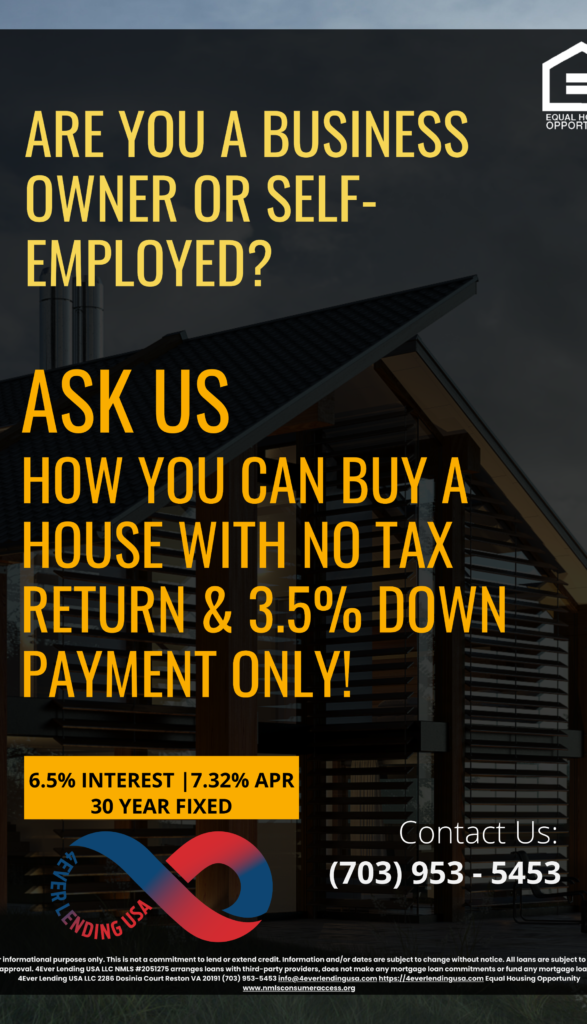 EQUAL HO
OPPORT
ARE YOU A BUSINESS
OWNER OR SELF-
EMPLOYED?
ASK US
HOW YOU CAN BUY A
HOUSE WITH NO TAX
RETURN & 3.5% DOWN
PAYMENT ONLY!
6.5% INTEREST |7.32% APR
30 YEAR FIXED
Contact Us:
(703) 953 - 5453
4EVER LENDING USA
informational purposes only. This is not a commitment to lend or extend credit. Information and/or dates are subject to change without notice. All loans are subject to
approval. 4Ever Lending USA LLC NMLS #2051275 arranges loans with third-party providers, does not make any mortgage loan commitments or fund any mortgage loa
4Ever Lending USA LLC 2286 Dosinia Court Reston VA 20191 (703) 953-5453 info@4everlendingusa.com https://4everlendingusa.com Equal Housing Opportunity
www.nmlsconsumeraccess.org